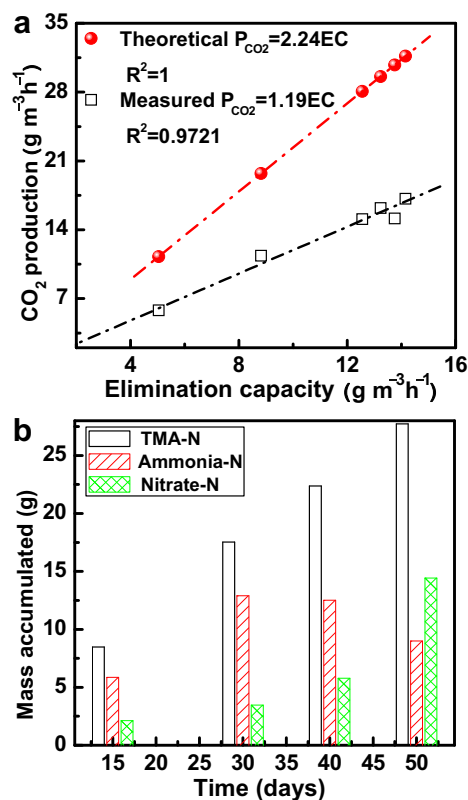 a
35
28
21
14
7
CO2 production (g m−3h−1)
Theoretical PCO2=2.24EC
R2=1
Measured PCO2=1.19EC
R2=0.9721
4 8 12 16
Elimination capacity (g m−3h−1)
b
25
20
15
10
5
0
Mass accumulated (g)
TMA-N
Ammonia-N
Nitrate-N
15 20 25 30 35 40 45 50
Time (days)